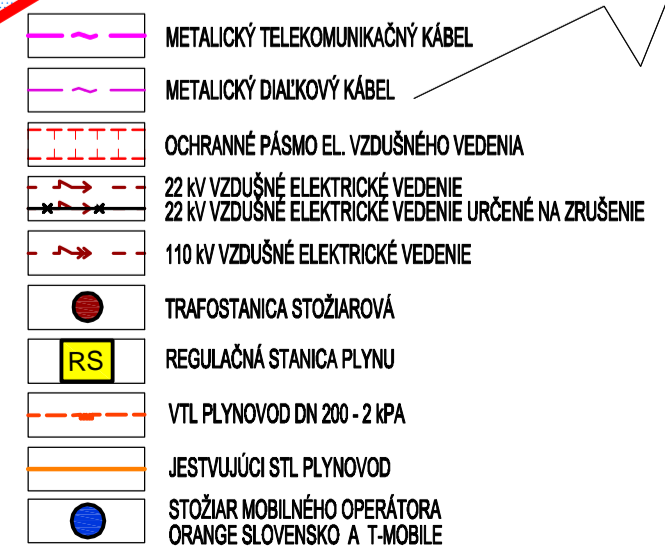 METALICKÝ TELEKOMUNIKAČNÝ KÁBEL
METALICKÝ DIAĽKOVÝ KÁBEL
OCHRANNÉ PÁSMO EL. VZDUŠNÉHO VEDENIA
22 kV VZDUŠNÉ ELEKTRICKÉ VEDENIE
22 kV VZDUŠNÉ ELEKTRICKÉ VEDENIE URČENÉ NA ZRUŠENIE
110 kV VZDUŠNÉ ELEKTRICKÉ VEDENIE
TRAFOSTANICA STOŽIAROVÁ
RS REGULAČNÁ STANICA PLYNU
VTL PLYNOVOD DN 200 - 2 kPA
JESTVUJÚCI STL PLYNOVOD
STOŽIAR MOBILNÉHO OPERÁTORA
ORANGE SLOVENSKO A T-MOBILE